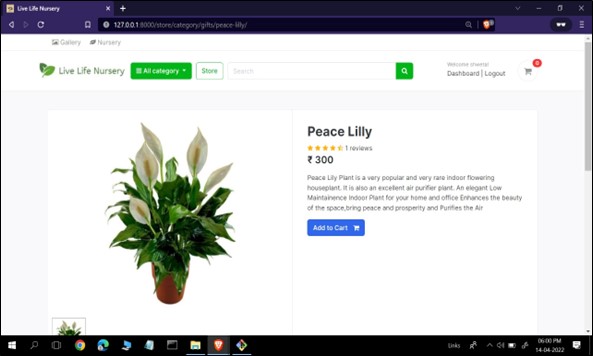 Live Life Nursery
127.0.0.1:8000/store/category/gifts/peace-lilly/
Gallery Nursery
Live Life Nursery All category Store Search
Welcome sheetal
Dashboard | Logout
0
Peace Lilly
1 reviews
₹ 300
Peace Lily Plant is a very popular and very rare indoor flowering
houseplant. It is also an excellent air purifier plant. An elegant Low
Maintainence Indoor Plant for your home and office Enhances the beauty
of the space,bring peace and prosperity and Purifies the Air
Add to Cart
Links
06:00 PM
14-04-2022